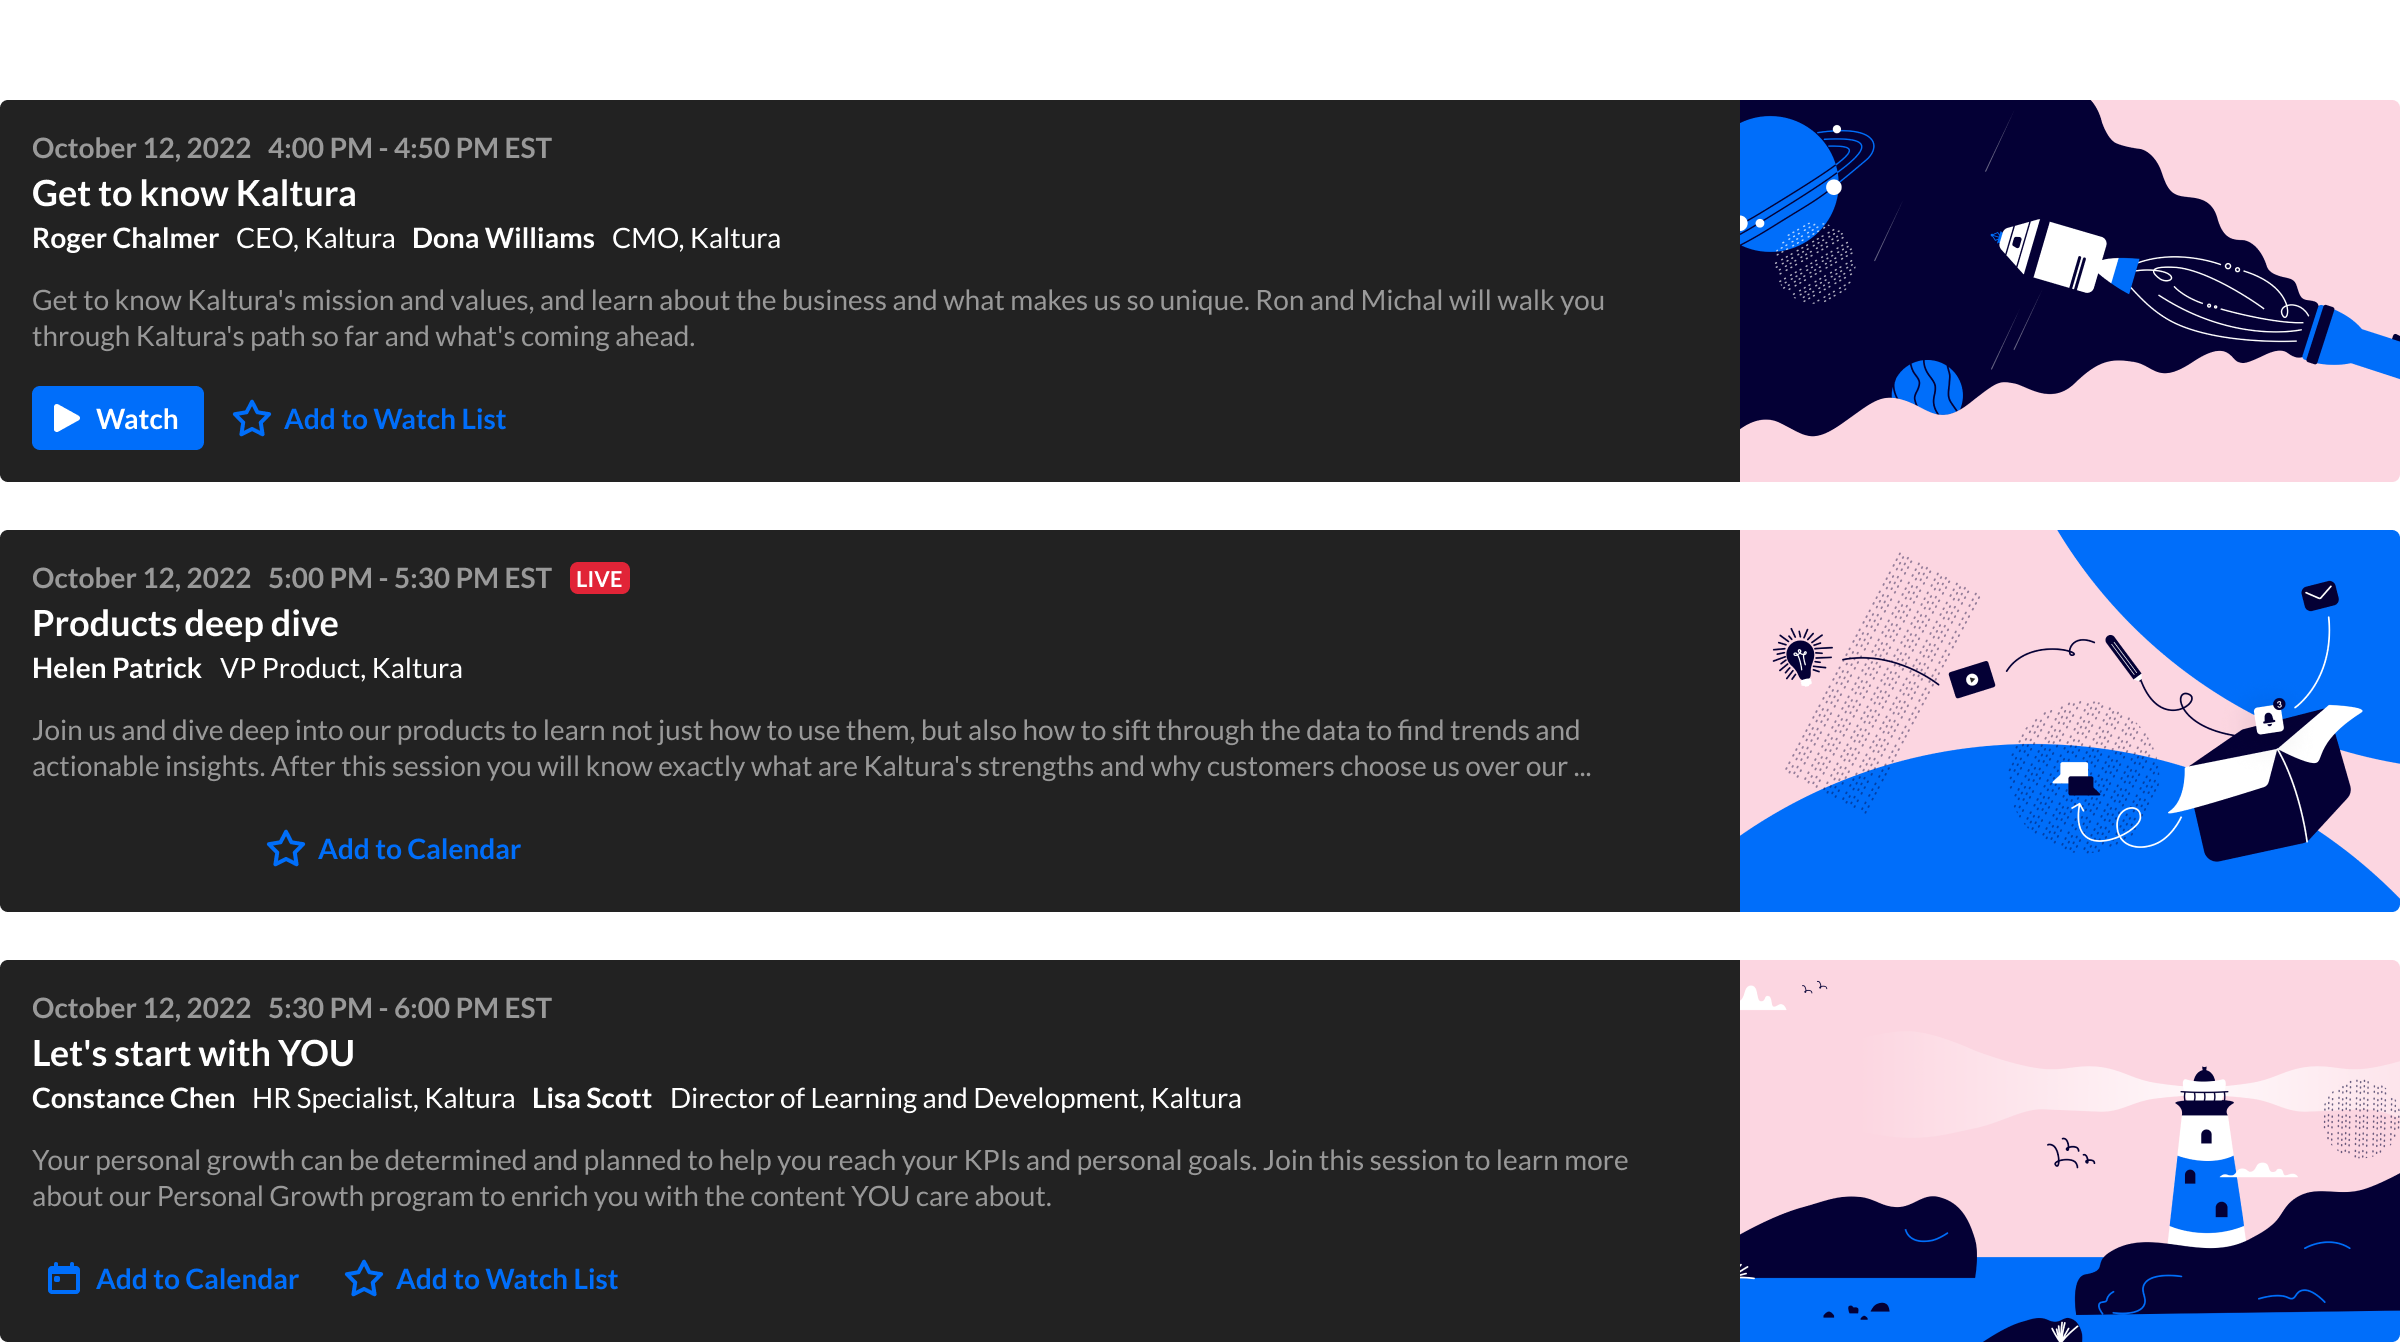 October 12, 2022 4:00 PM - 4:50 PM EST
Get to know Kaltura
Roger Chalmer CEO, Kaltura Dona Williams CMO, Kaltura
Get to know Kaltura's mission and values, and learn about the business and what makes us so unique. Ron and Michal will walk you
through Kaltura's path so far and what's coming ahead.
Watch Add to Watch List
October 12, 2022 5:00 PM - 5:30 PM EST LIVE
Products deep dive
Helen Patrick VP Product, Kaltura
Join us and dive deep into our products to learn not just how to use them, but also how to sift through the data to find trends and
actionable insights. After this session you will know exactly what are Kaltura's strengths and why customers choose us over our ...
Add to Calendar
3
October 12, 2022 5:30 PM - 6:00 PM EST
Let's start with YOU
Constance Chen HR Specialist, Kaltura Lisa Scott Director of Learning and Development, Kaltura
Your personal growth can be determined and planned to help you reach your KPIs and personal goals. Join this session to learn more
about our Personal Growth program to enrich you with the content YOU care about.
Add to Calendar Add to Watch List